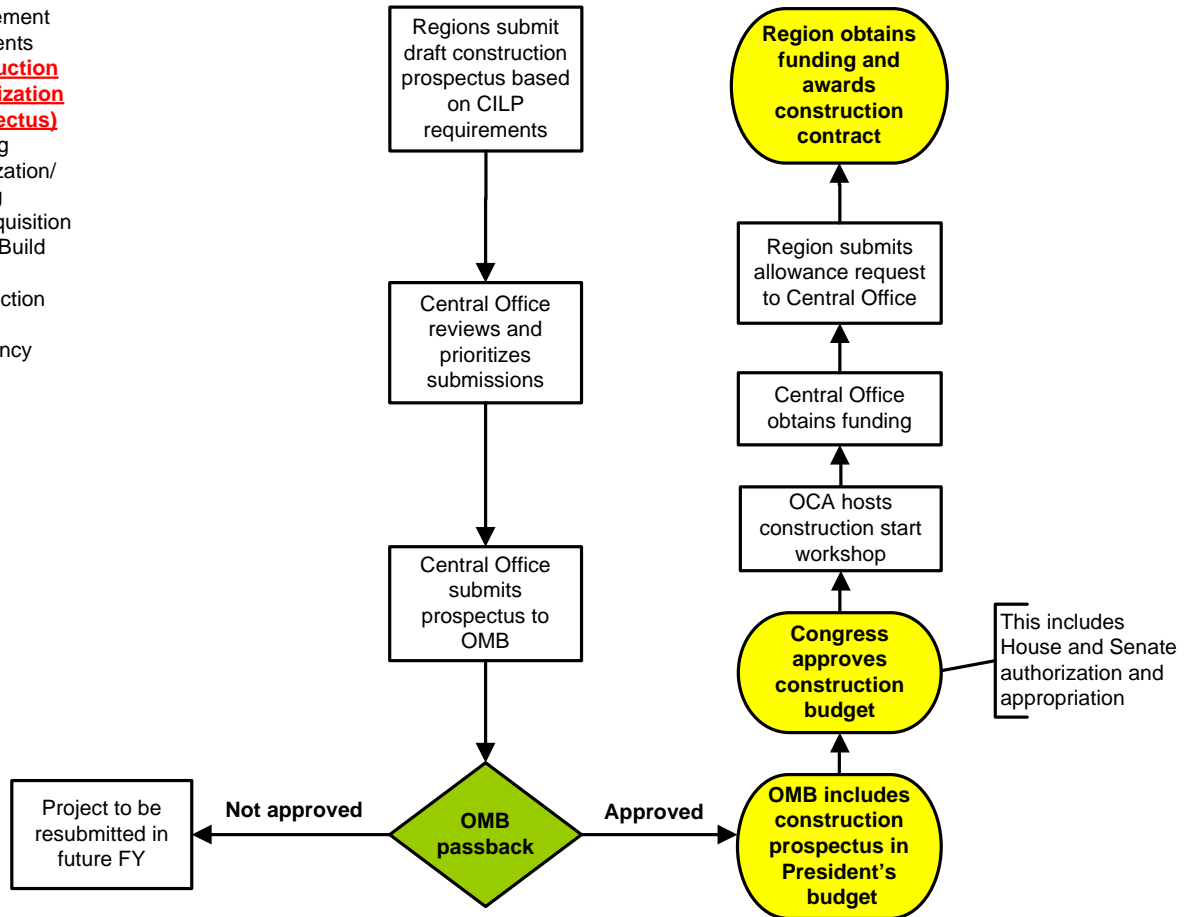 ement
ents
uction
ization
ectus)
g
zation/
g
quisition
Build
ction
ncy
Regions submit
draft construction
prospectus based
on CILP
requirements
Central Office
reviews and
prioritizes
submissions
Central Office
submits
prospectus to
OMB
OMB
passback
Not approved
Project to be
resubmitted in
future FY
Approved
OMB includes
construction
prospectus in
President’s
budget
Congress
approves
construction
budget
This includes
House and Senate
authorization and
appropriation
OCA hosts
construction start
workshop
Central Office
obtains funding
Region submits
allowance request
to Central Office
Region obtains
funding and
awards
construction
contract